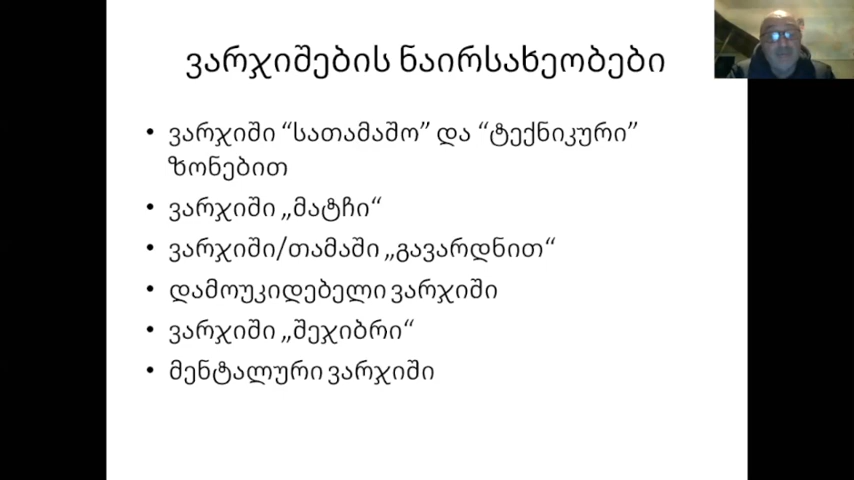 ვარჯიშების ნაირსახეობები
• ვარჯიში “სათამაშო” და “ტექნიკური”
ზონებით
• ვარჯიში „მატჩი“
• ვარჯიში/თამაში „გავარდნით“
• დამოუკიდებელი ვარჯიში
• ვარჯიში „შეჯიბრი“
• მენტალური ვარჯიში